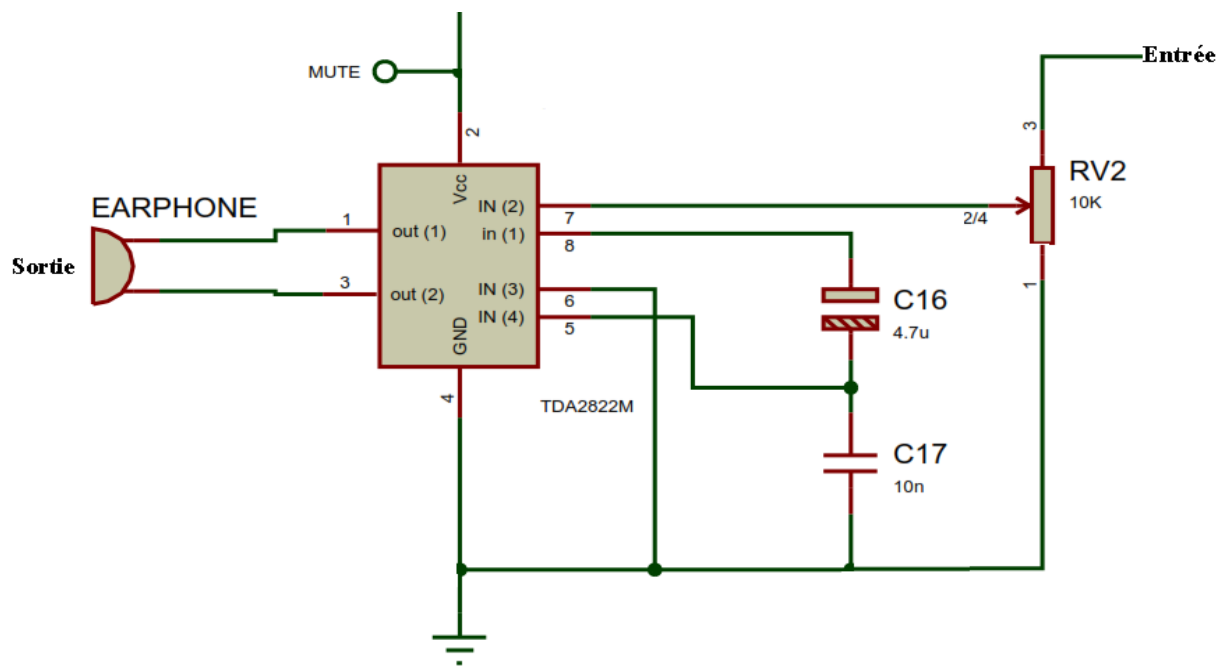 Entrée
MUTE
3
2
RV2
10K
Vcc
EARPHONE
1
out (1)
IN (2)
7
2/4
in (1)
8
Sortie
3
out (2)
IN (3)
6
IN (4)
5
GND
C16
4.7u
1
4
TDA2822M
C17
10n